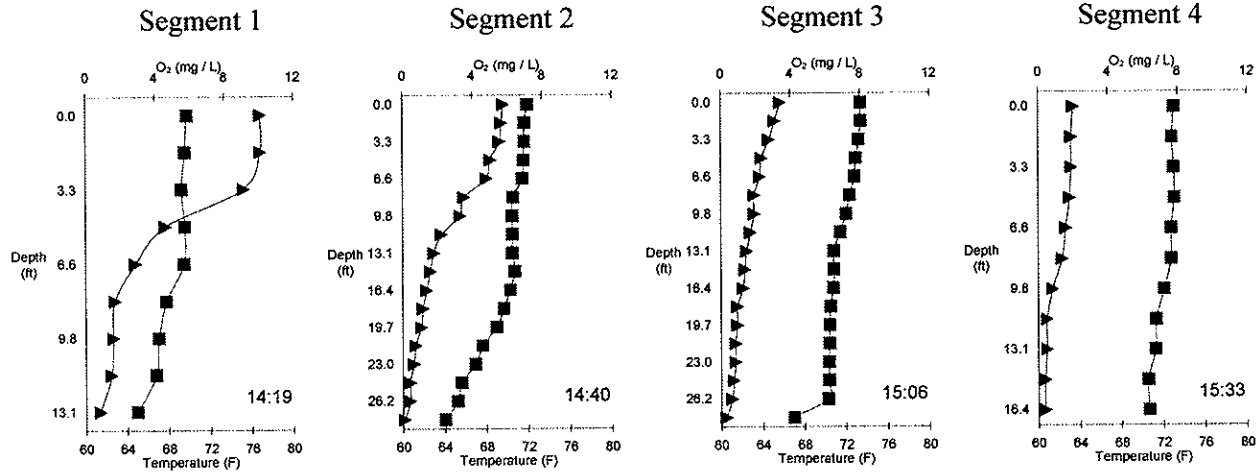 Segment 1
O₂ (mg / L)
0 4 8 12
0.0
3.3
Depth
(ft)
6.6
9.8
13.1
14:19
60 64 68 72 76 80
Temperature (F)
Segment 2
O₂ (mg / L)
0 4 8 12
0.0
3.3
6.6
9.8
13.1
Depth
(ft)
16.4
19.7
23.0
26.2
14:40
60 64 68 72 76 80
Temperature (F)
Segment 3
O₂ (mg / L)
0 4 8 12
0.0
3.3
6.6
9.8
13.1
Depth
(ft)
16.4
19.7
23.0
26.2
15:06
60 64 68 72 76 80
Temperature (F)
Segment 4
O₂ (mg / L)
0 4 8 12
0.0
3.3
6.6
Depth
(ft)
9.8
13.1
16.4
15:33
60 64 68 72 76 80
Temperature (F)